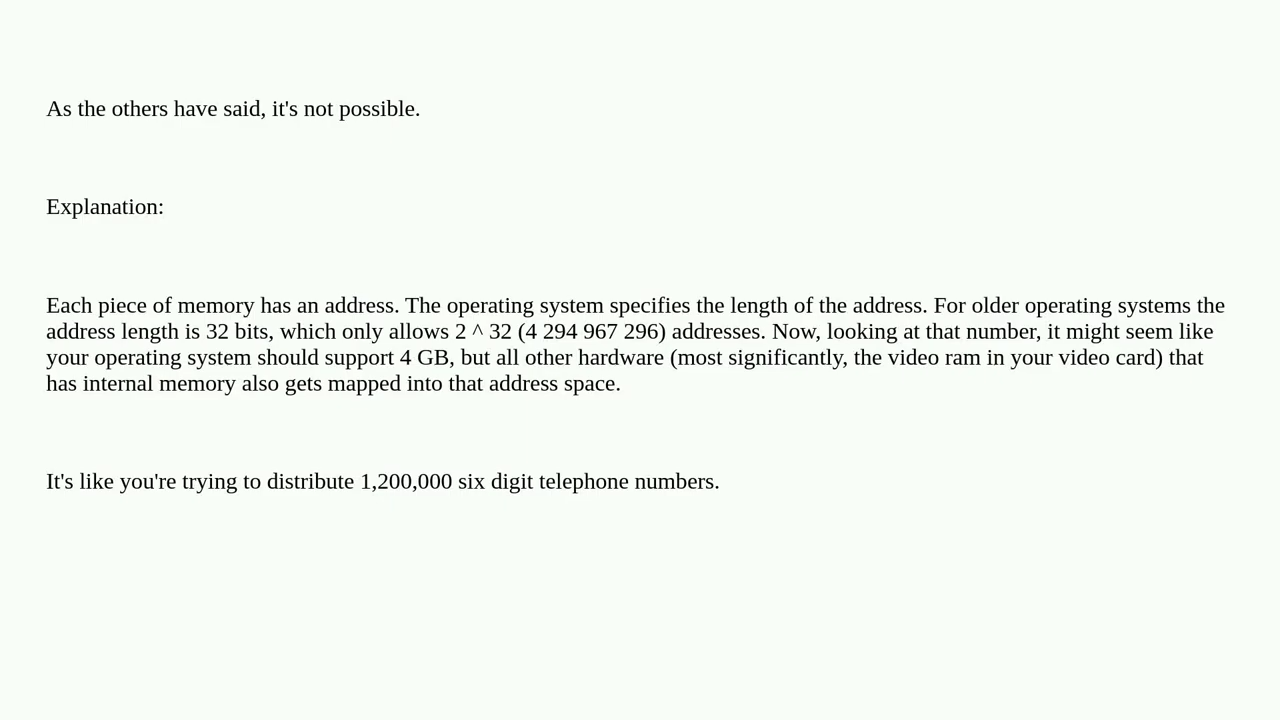 As the others have said, it's not possible.
Explanation:
Each piece of memory has an address. The operating system specifies the length of the address. For older operating systems the
address length is 32 bits, which only allows 2 ^ 32 (4 294 967 296) addresses. Now, looking at that number, it might seem like
your operating system should support 4 GB, but all other hardware (most significantly, the video ram in your video card) that
has internal memory also gets mapped into that address space.
It's like you're trying to distribute 1,200,000 six digit telephone numbers.